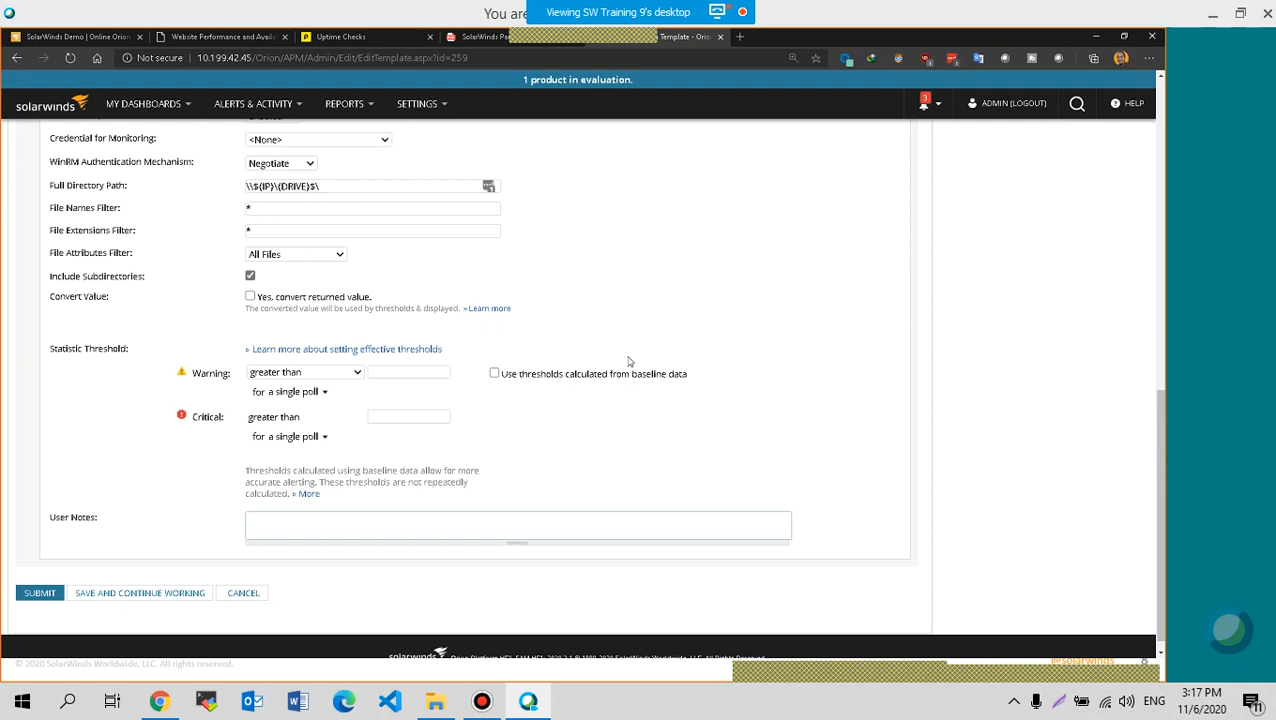 You are
Viewing SW Training 9's desktop
SolarWinds Demo | Online Orion
Website Performance and Avail
Uptime Checks
SolarWinds
Template - Orion
Not secure
10.199.42.45/Orion/APM/Admin/Edit/EditTemplate.aspx?id=259
1 product in evaluation.
solarwinds
MY DASHBOARDS
ALERTS & ACTIVITY
REPORTS
SETTINGS
3
ADMIN (LOGOUT)
HELP
Credential for Monitoring:
<None>
WinRM Authentication Mechanism:
Negotiate
Full Directory Path:
\\${IP}\{DRIVE}$\
File Names Filter:
*
File Extensions Filter:
*
File Attributes Filter:
All Files
Include Subdirectories:
Convert Value:
Yes, convert returned value.
The converted value will be used by thresholds & displayed. » Learn more
Statistic Threshold:
» Learn more about setting effective thresholds
Warning:
greater than
Use thresholds calculated from baseline data
for a single poll
Critical:
greater than
for a single poll
Thresholds calculated using baseline data allow for more
accurate alerting. These thresholds are not repeatedly
calculated. » More
User Notes:
SUBMIT
SAVE AND CONTINUE WORKING
CANCEL
solarwinds
© 2020 SolarWinds Worldwide, LLC. All rights reserved.
@solarwinds
8
ENG
3:17 PM
11/6/2020